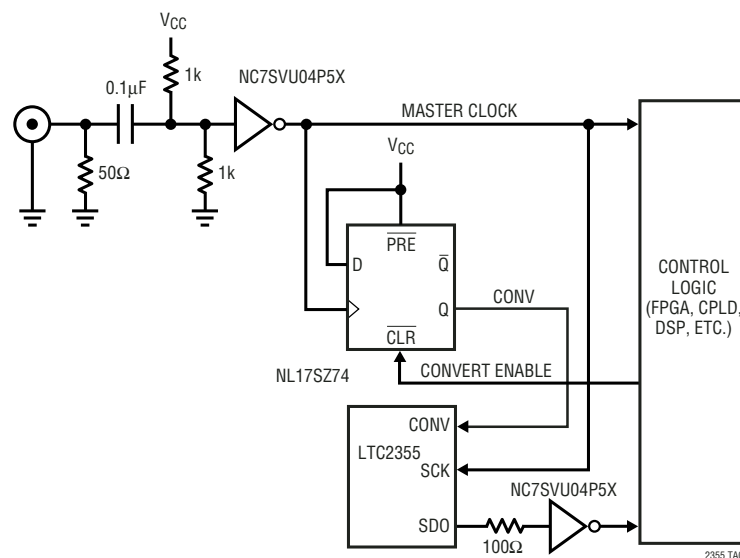 VCC
1k
NC7SVU04P5X
0.1µF
MASTER CLOCK
50Ω
1k
VCC
PRE
D
Q
Q
CLR
CONV
CONVERT ENABLE
NL17SZ74
CONTROL
LOGIC
(FPGA, CPLD,
DSP, ETC.)
CONV
LTC2355
SCK
NC7SVU04P5X
SDO
100Ω